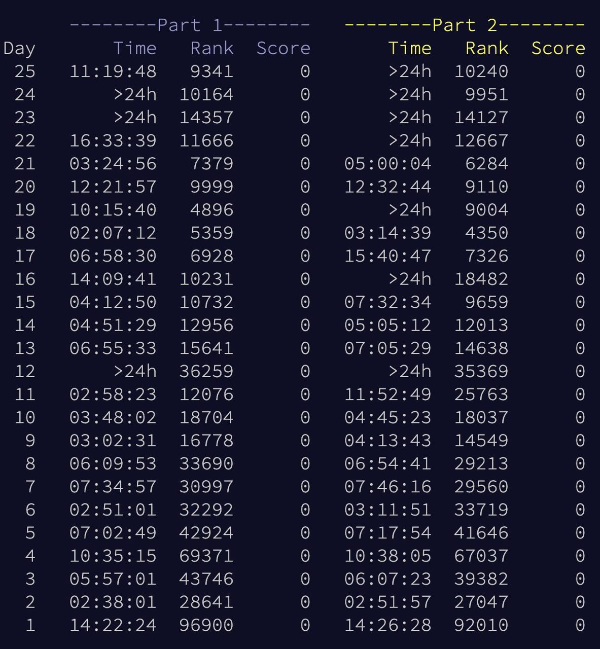 --------Part 1-------- --------Part 2--------
Day Time Rank Score Time Rank Score
25 11:19:48 9341 0 >24h 10240 0
24 >24h 10164 0 >24h 9951 0
23 >24h 14357 0 >24h 14127 0
22 16:33:39 11666 0 >24h 12667 0
21 03:24:56 7379 0 05:00:04 6284 0
20 12:21:57 9999 0 12:32:44 9110 0
19 10:15:40 4896 0 >24h 9004 0
18 02:07:12 5359 0 03:14:39 4350 0
17 06:58:30 6928 0 15:40:47 7326 0
16 14:09:41 10231 0 >24h 18482 0
15 04:12:50 10732 0 07:32:34 9659 0
14 04:51:29 12956 0 05:05:12 12013 0
13 06:55:33 15641 0 07:05:29 14638 0
12 >24h 36259 0 >24h 35369 0
11 02:58:23 12076 0 11:52:49 25763 0
10 03:48:02 18704 0 04:45:23 18037 0
9 03:02:31 16778 0 04:13:43 14549 0
8 06:09:53 33690 0 06:54:41 29213 0
7 07:34:57 30997 0 07:46:16 29560 0
6 02:51:01 32292 0 03:11:51 33719 0
5 07:02:49 42924 0 07:17:54 41646 0
4 10:35:15 69371 0 10:38:05 67037 0
3 05:57:01 43746 0 06:07:23 39382 0
2 02:38:01 28641 0 02:51:57 27047 0
1 14:22:24 96900 0 14:26:28 92010 0